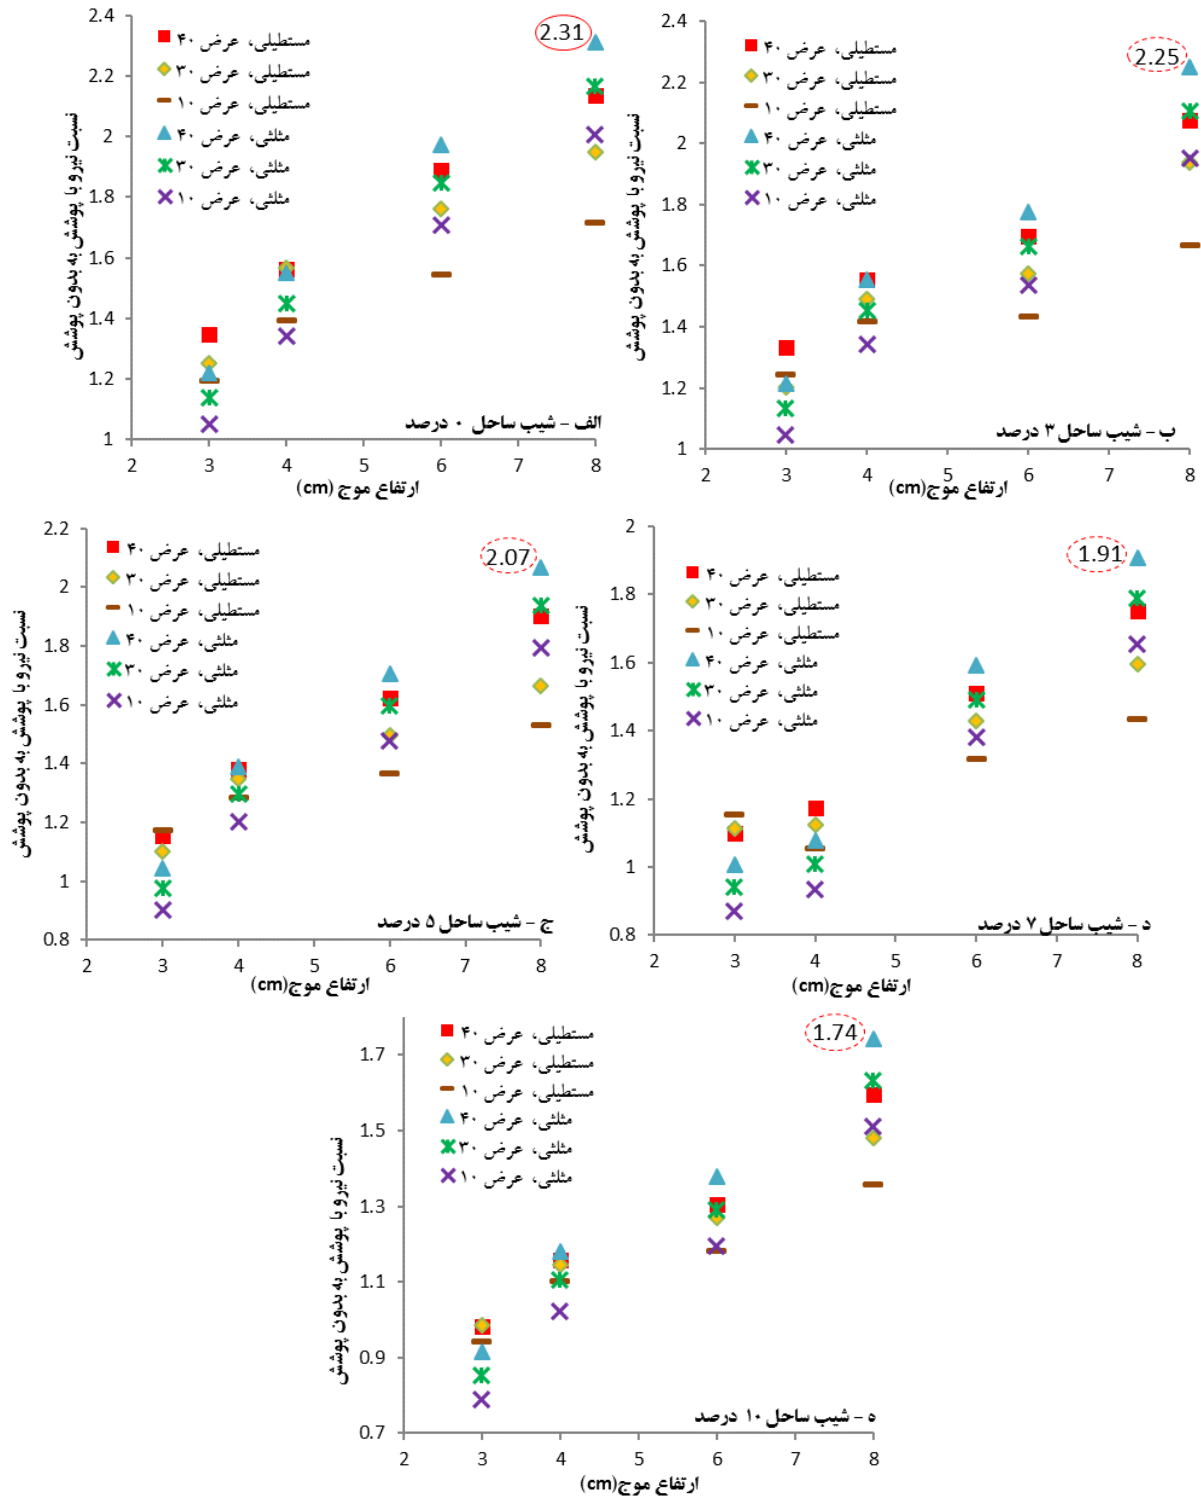 نسبت نیرو با پوشش به بدون پوشش
2.4
2.2
2
1.8
1.6
1.4
1.2
1
مستطیلی، عرض ۴۰
مستطیلی، عرض ۳۰
مستطیلی، عرض ۱۰
مثلثی، عرض ۴۰
مثلثی، عرض ۳۰
مثلثی، عرض ۱۰
2.31
الف - شیب ساحل ۰ درصد
2 3 4 5 6 7 8
ارتفاع موج (cm)
نسبت نیرو با پوشش به بدون پوشش
2.4
2.2
2
1.8
1.6
1.4
1.2
1
مستطیلی، عرض ۴۰
مستطیلی، عرض ۳۰
مستطیلی، عرض ۱۰
مثلثی، عرض ۴۰
مثلثی، عرض ۳۰
مثلثی، عرض ۱۰
2.25
ب - شیب ساحل ۳ درصد
2 3 4 5 6 7 8
ارتفاع موج (cm)
نسبت نیرو با پوشش به بدون پوشش
2.2
2
1.8
1.6
1.4
1.2
1
0.8
مستطیلی، عرض ۴۰
مستطیلی، عرض ۳۰
مستطیلی، عرض ۱۰
مثلثی، عرض ۴۰
مثلثی، عرض ۳۰
مثلثی، عرض ۱۰
2.07
ج - شیب ساحل ۵ درصد
2 3 4 5 6 7 8
ارتفاع موج(cm)
نسبت نیرو با پوشش به بدون پوشش
2
1.8
1.6
1.4
1.2
1
0.8
مستطیلی، عرض ۴۰
مستطیلی، عرض ۳۰
مستطیلی، عرض ۱۰
مثلثی، عرض ۴۰
مثلثی، عرض ۳۰
مثلثی، عرض ۱۰
1.91
د - شیب ساحل ۷ درصد
2 3 4 5 6 7 8
ارتفاع موج(cm)
نسبت نیرو با پوشش به بدون پوشش
1.7
1.5
1.3
1.1
0.9
0.7
مستطیلی، عرض ۴۰
مستطیلی، عرض ۳۰
مستطیلی، عرض ۱۰
مثلثی، عرض ۴۰
مثلثی، عرض ۳۰
مثلثی، عرض ۱۰
1.74
ه - شیب ساحل ۱۰ درصد
2 3 4 5 6 7 8
ارتفاع موج(cm)